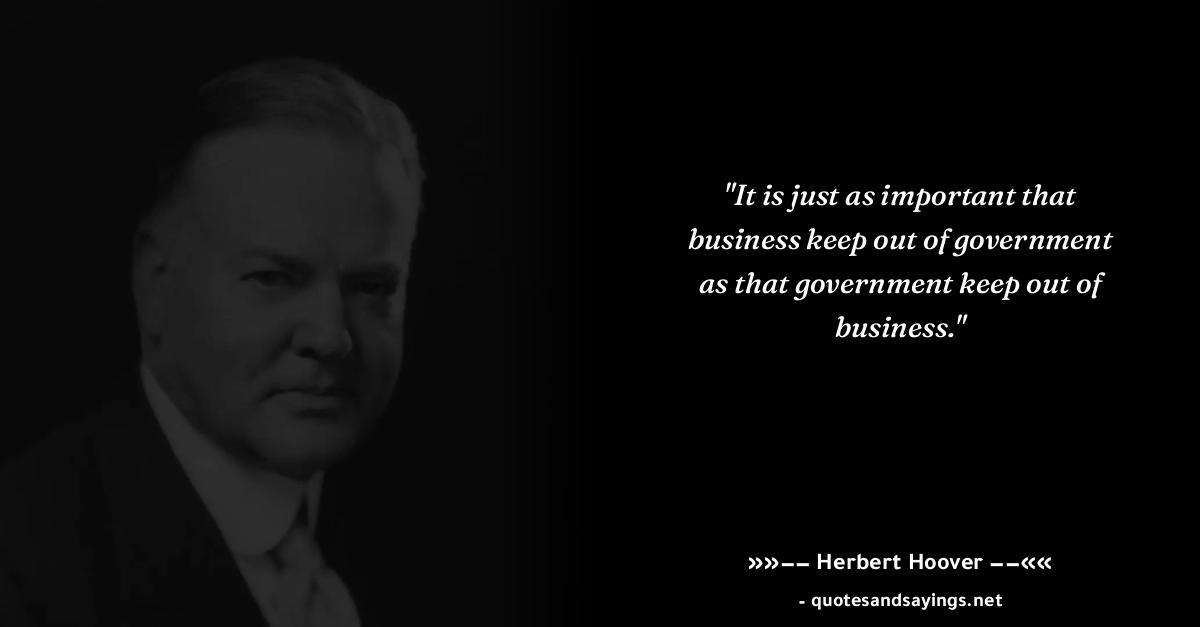 "It is just as important that
business keep out of government
as that government keep out of
business."
»»–– Herbert Hoover ––««
- quotesandsayings.net